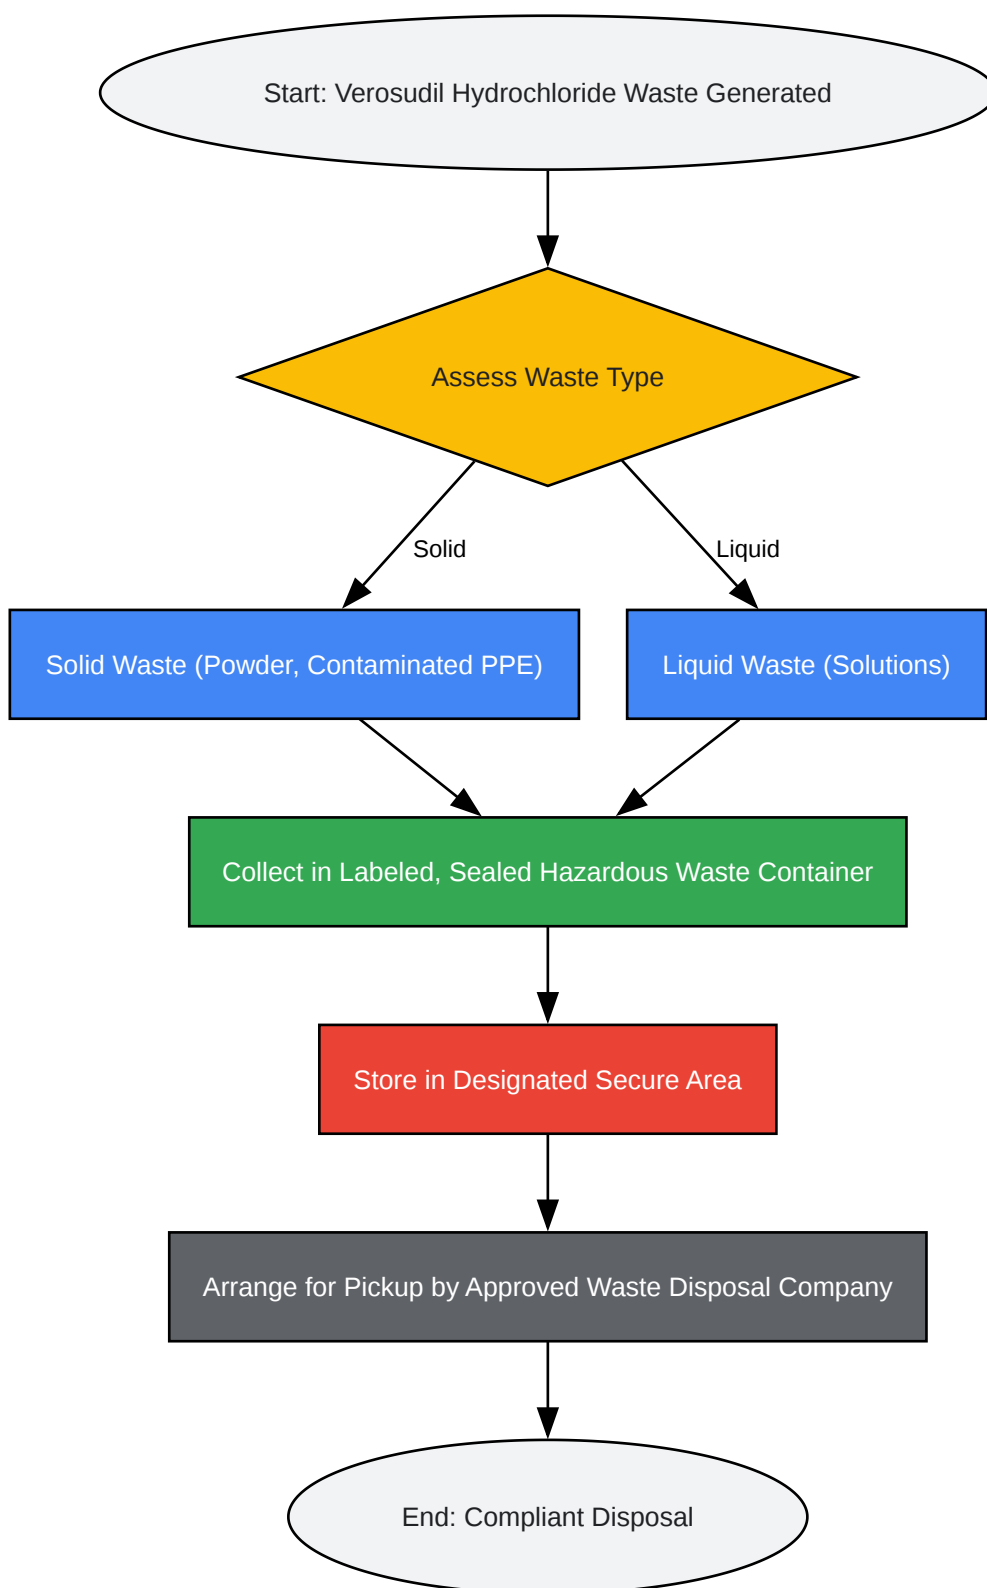 Start: Verosudil Hydrochloride Waste Generated
Assess Waste Type
Solid
Liquid
Solid Waste (Powder, Contaminated PPE)
Liquid Waste (Solutions)
Collect in Labeled, Sealed Hazardous Waste Container
Store in Designated Secure Area
Arrange for Pickup by Approved Waste Disposal Company
End: Compliant Disposal